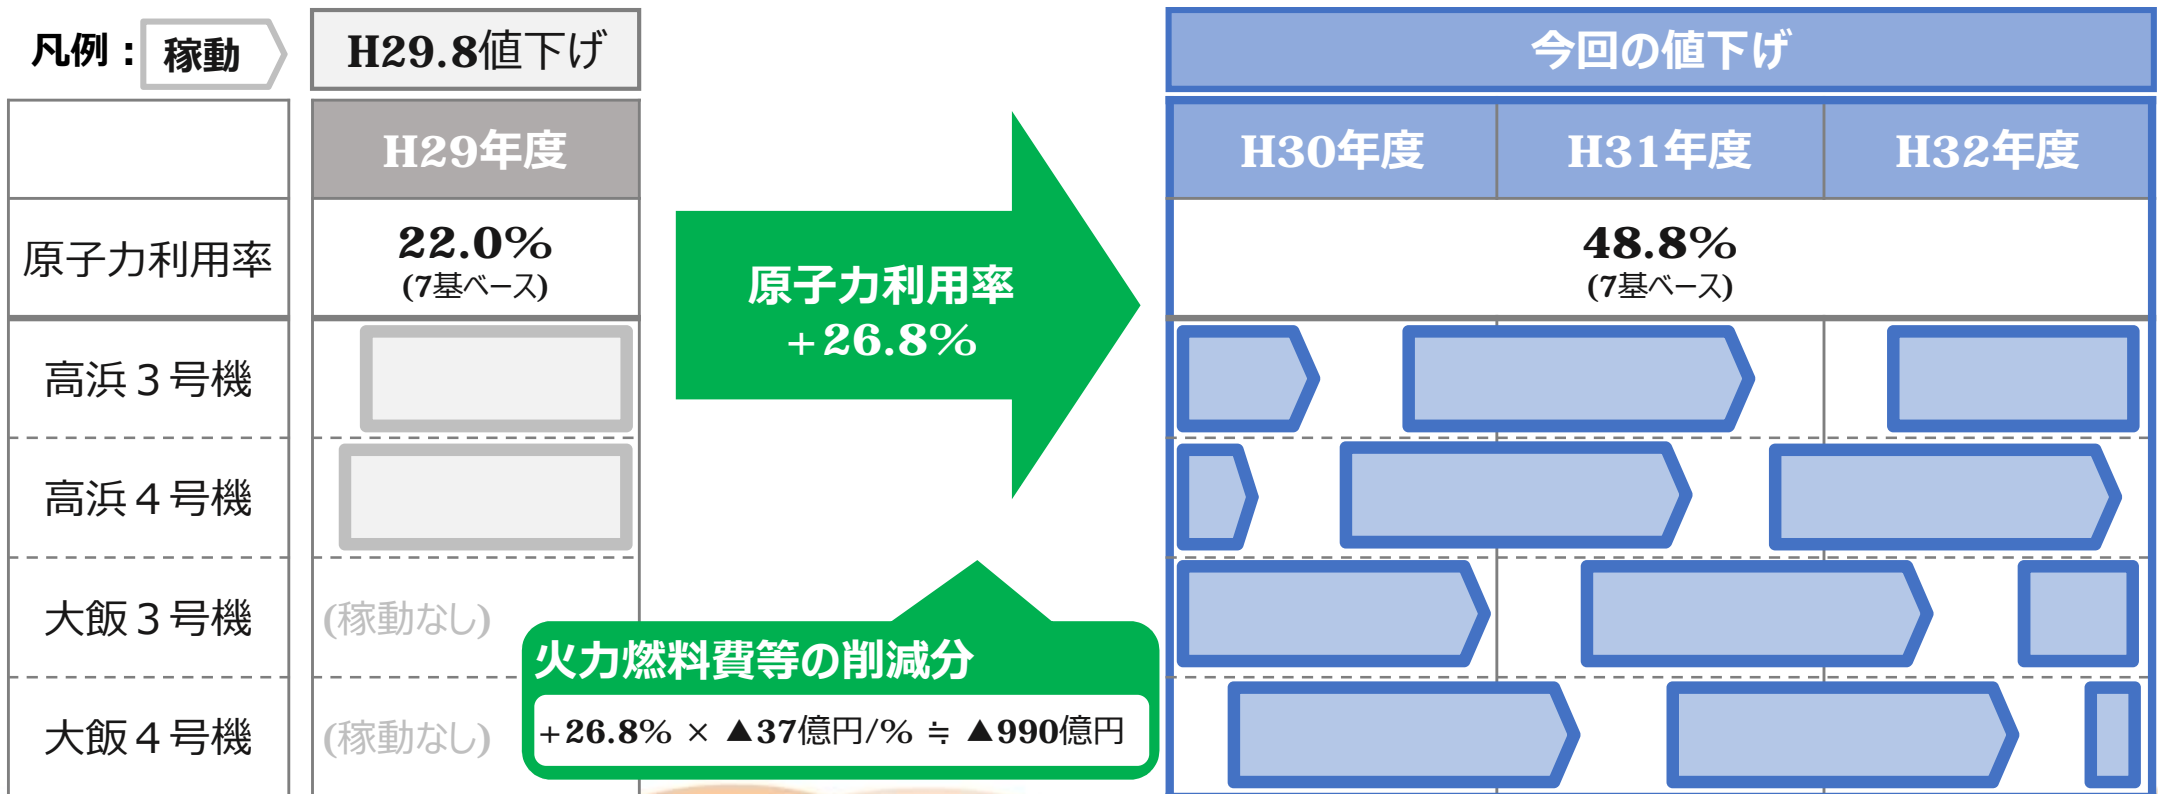 凡例：稼動
H29.8値下げ
今回の値下げ
H29年度
H30年度 H31年度 H32年度
原子力利用率
22.0%
(7基ベース)
原子力利用率
+26.8%
48.8%
(7基ベース)
高浜３号機
高浜４号機
大飯３号機
(稼動なし)
大飯４号機
(稼動なし)
火力燃料費等の削減分
+26.8% × ▲37億円/% ≒ ▲990億円